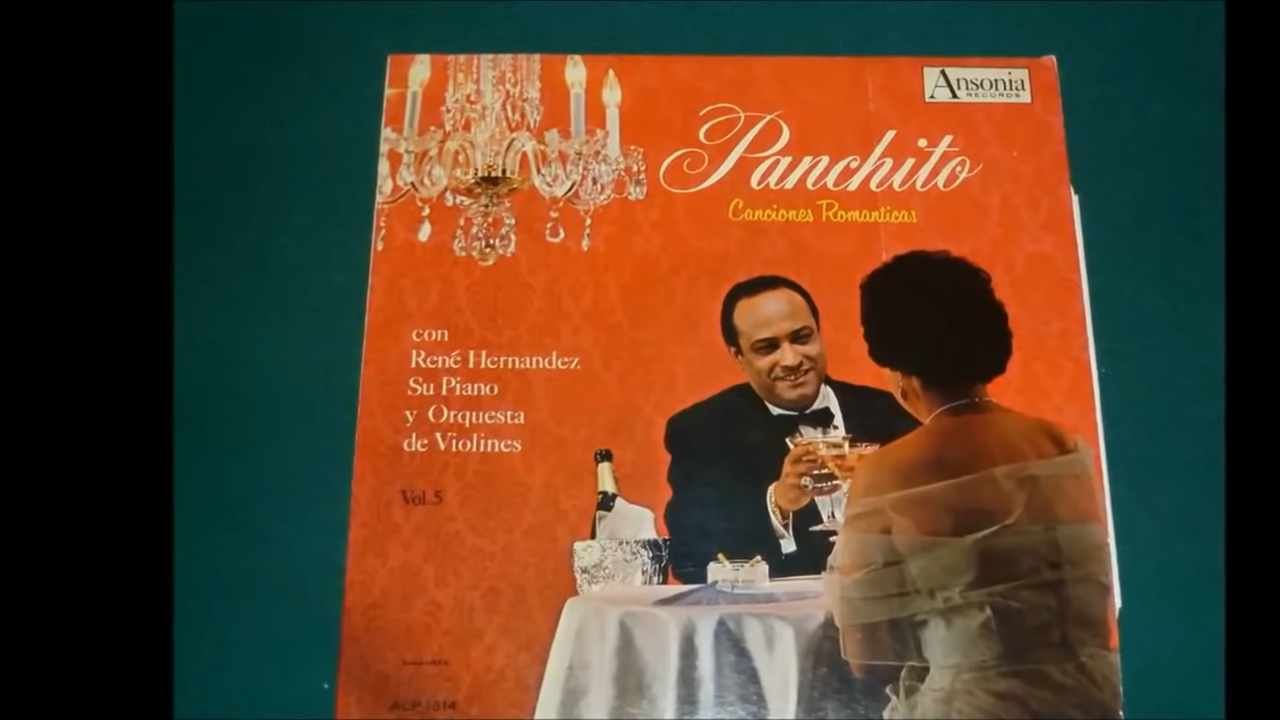 Ansonia
RECORDS
Panchito
Canciones Romanticas
con
René Hernandez
Su Piano
y Orquesta
de Violines
Vol.5
ALP 1314